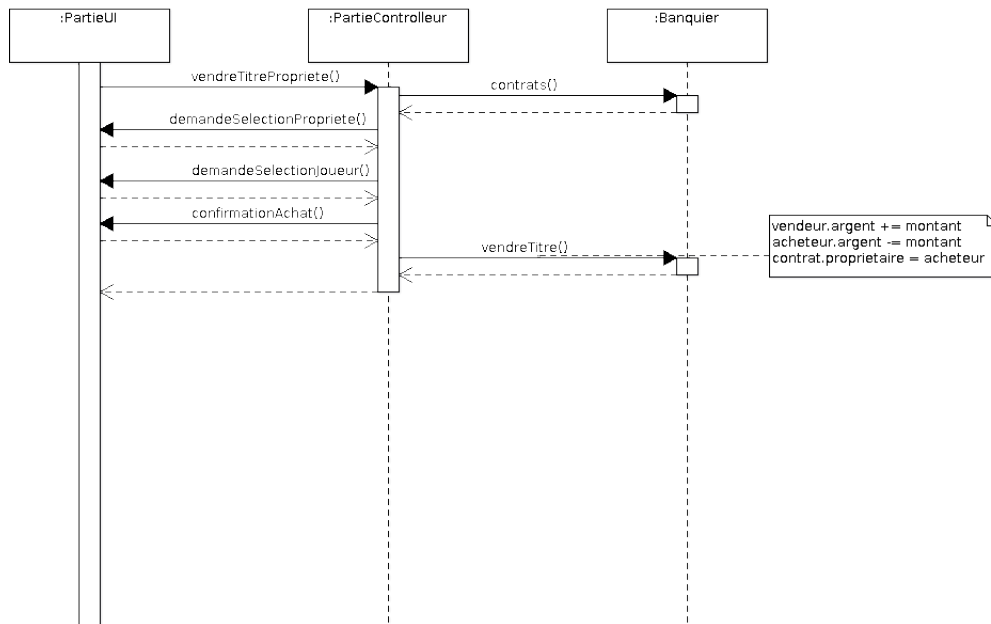 :PartieUI
:PartieControlleur
:Banquier
vendreTitrePropriete()
contrats()
demandeSelectionPropriete()
demandeSelectionJoueur()
confirmationAchat()
vendreTitre()
vendeur.argent += montant
acheteur.argent -= montant
contrat.proprietaire = acheteur